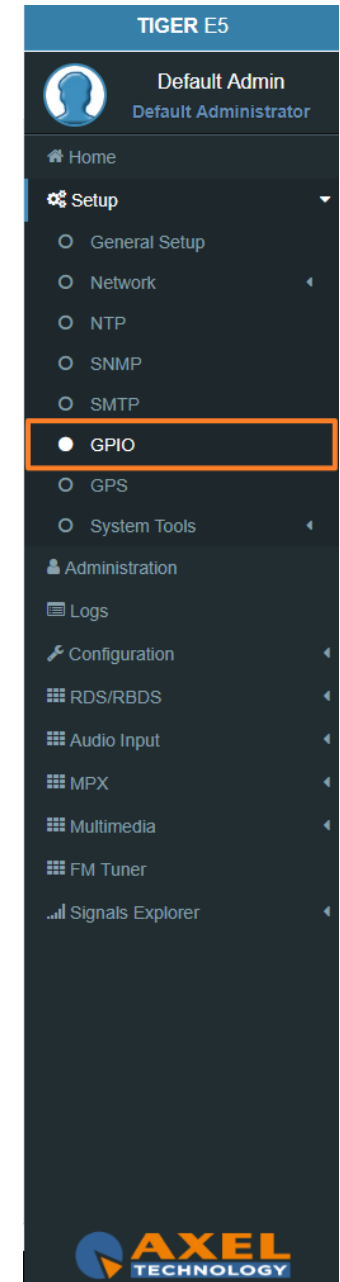 TIGER E5
Default Admin
Default Administrator
Home
Setup
General Setup
Network
NTP
SNMP
SMTP
GPIO
GPS
System Tools
Administration
Logs
Configuration
RDS/RBDS
Audio Input
MPX
Multimedia
FM Tuner
Signals Explorer
AXEL
TECHNOLOGY